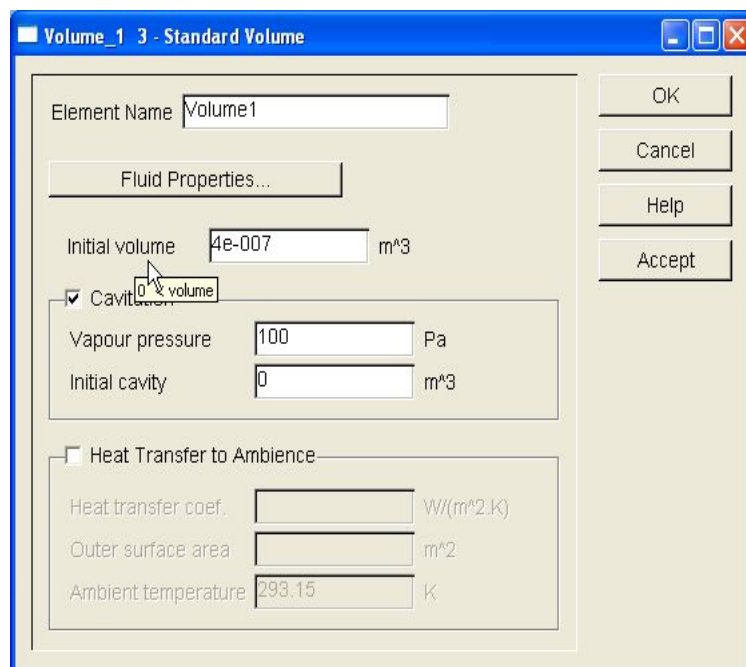 Volume_1 3 - Standard Volume
Element Name Volume1
OK
Cancel
Fluid Properties...
Help
Initial volume 4e-007 m^3
Accept
0 < volume
Cavitation
Vapour pressure 100 Pa
Initial cavity 0 m^3
Heat Transfer to Ambience
Heat transfer coef. W/(m^2.K)
Outer surface area m^2
Ambient temperature 293.15 K